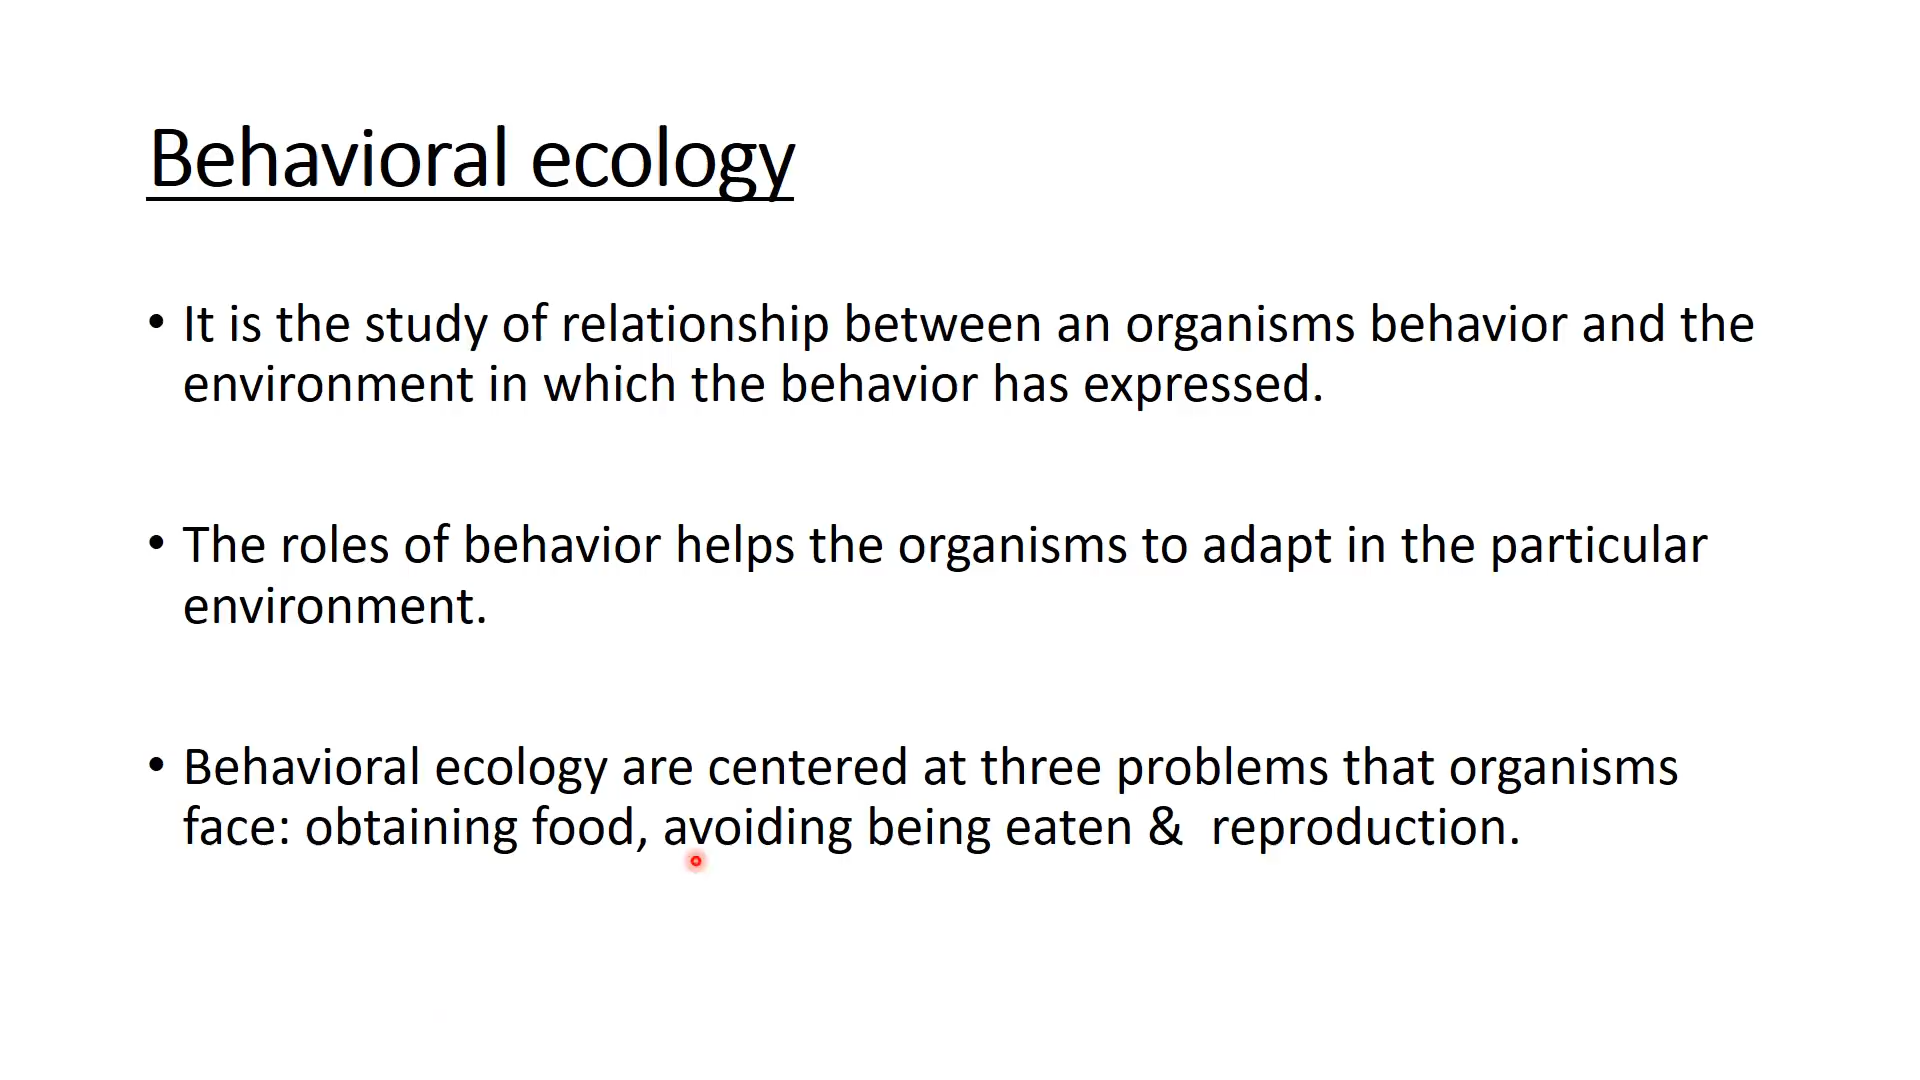 Behavioral ecology
• It is the study of relationship between an organisms behavior and the
environment in which the behavior has expressed.
• The roles of behavior helps the organisms to adapt in the particular
environment.
• Behavioral ecology are centered at three problems that organisms
face: obtaining food, avoiding being eaten &  reproduction.